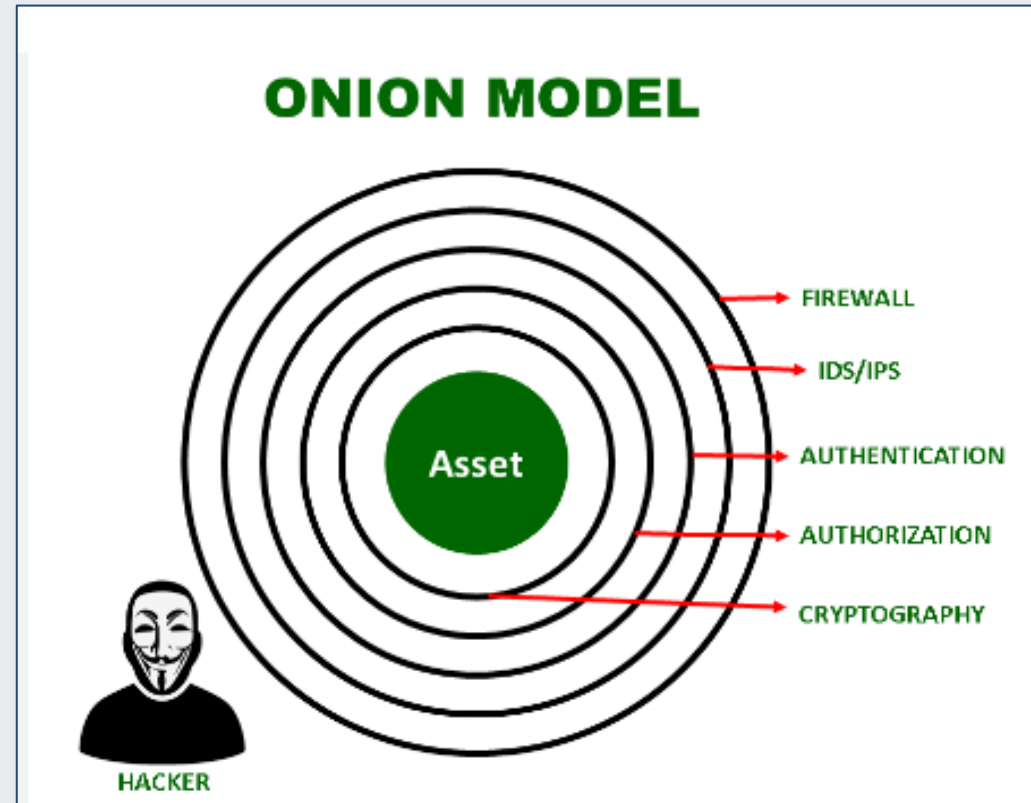 ONION MODEL
FIREWALL
IDS/IPS
AUTHENTICATION
Asset
AUTHORIZATION
CRYPTOGRAPHY
HACKER